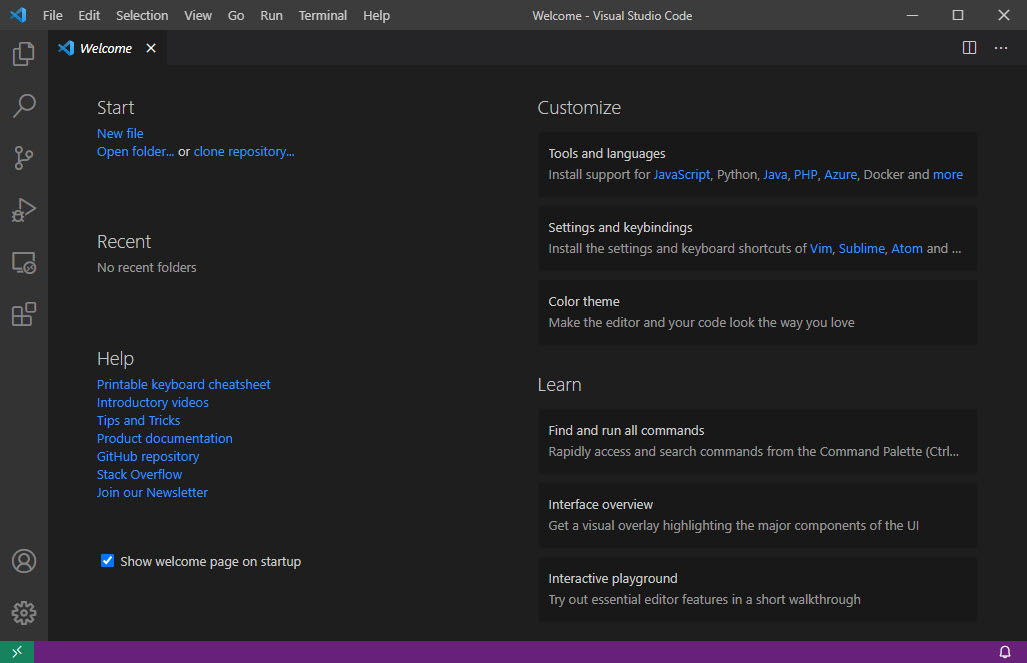 File Edit Selection View Go Run Terminal Help
Welcome - Visual Studio Code
Welcome
Start
New file
Open folder... or clone repository...
Recent
No recent folders
Help
Printable keyboard cheatsheet
Introductory videos
Tips and Tricks
Product documentation
GitHub repository
Stack Overflow
Join our Newsletter
Show welcome page on startup
Customize
Tools and languages
Install support for JavaScript, Python, Java, PHP, Azure, Docker and more
Settings and keybindings
Install the settings and keyboard shortcuts of Vim, Sublime, Atom and ...
Color theme
Make the editor and your code look the way you love
Learn
Find and run all commands
Rapidly access and search commands from the Command Palette (Ctrl...
Interface overview
Get a visual overlay highlighting the major components of the UI
Interactive playground
Try out essential editor features in a short walkthrough